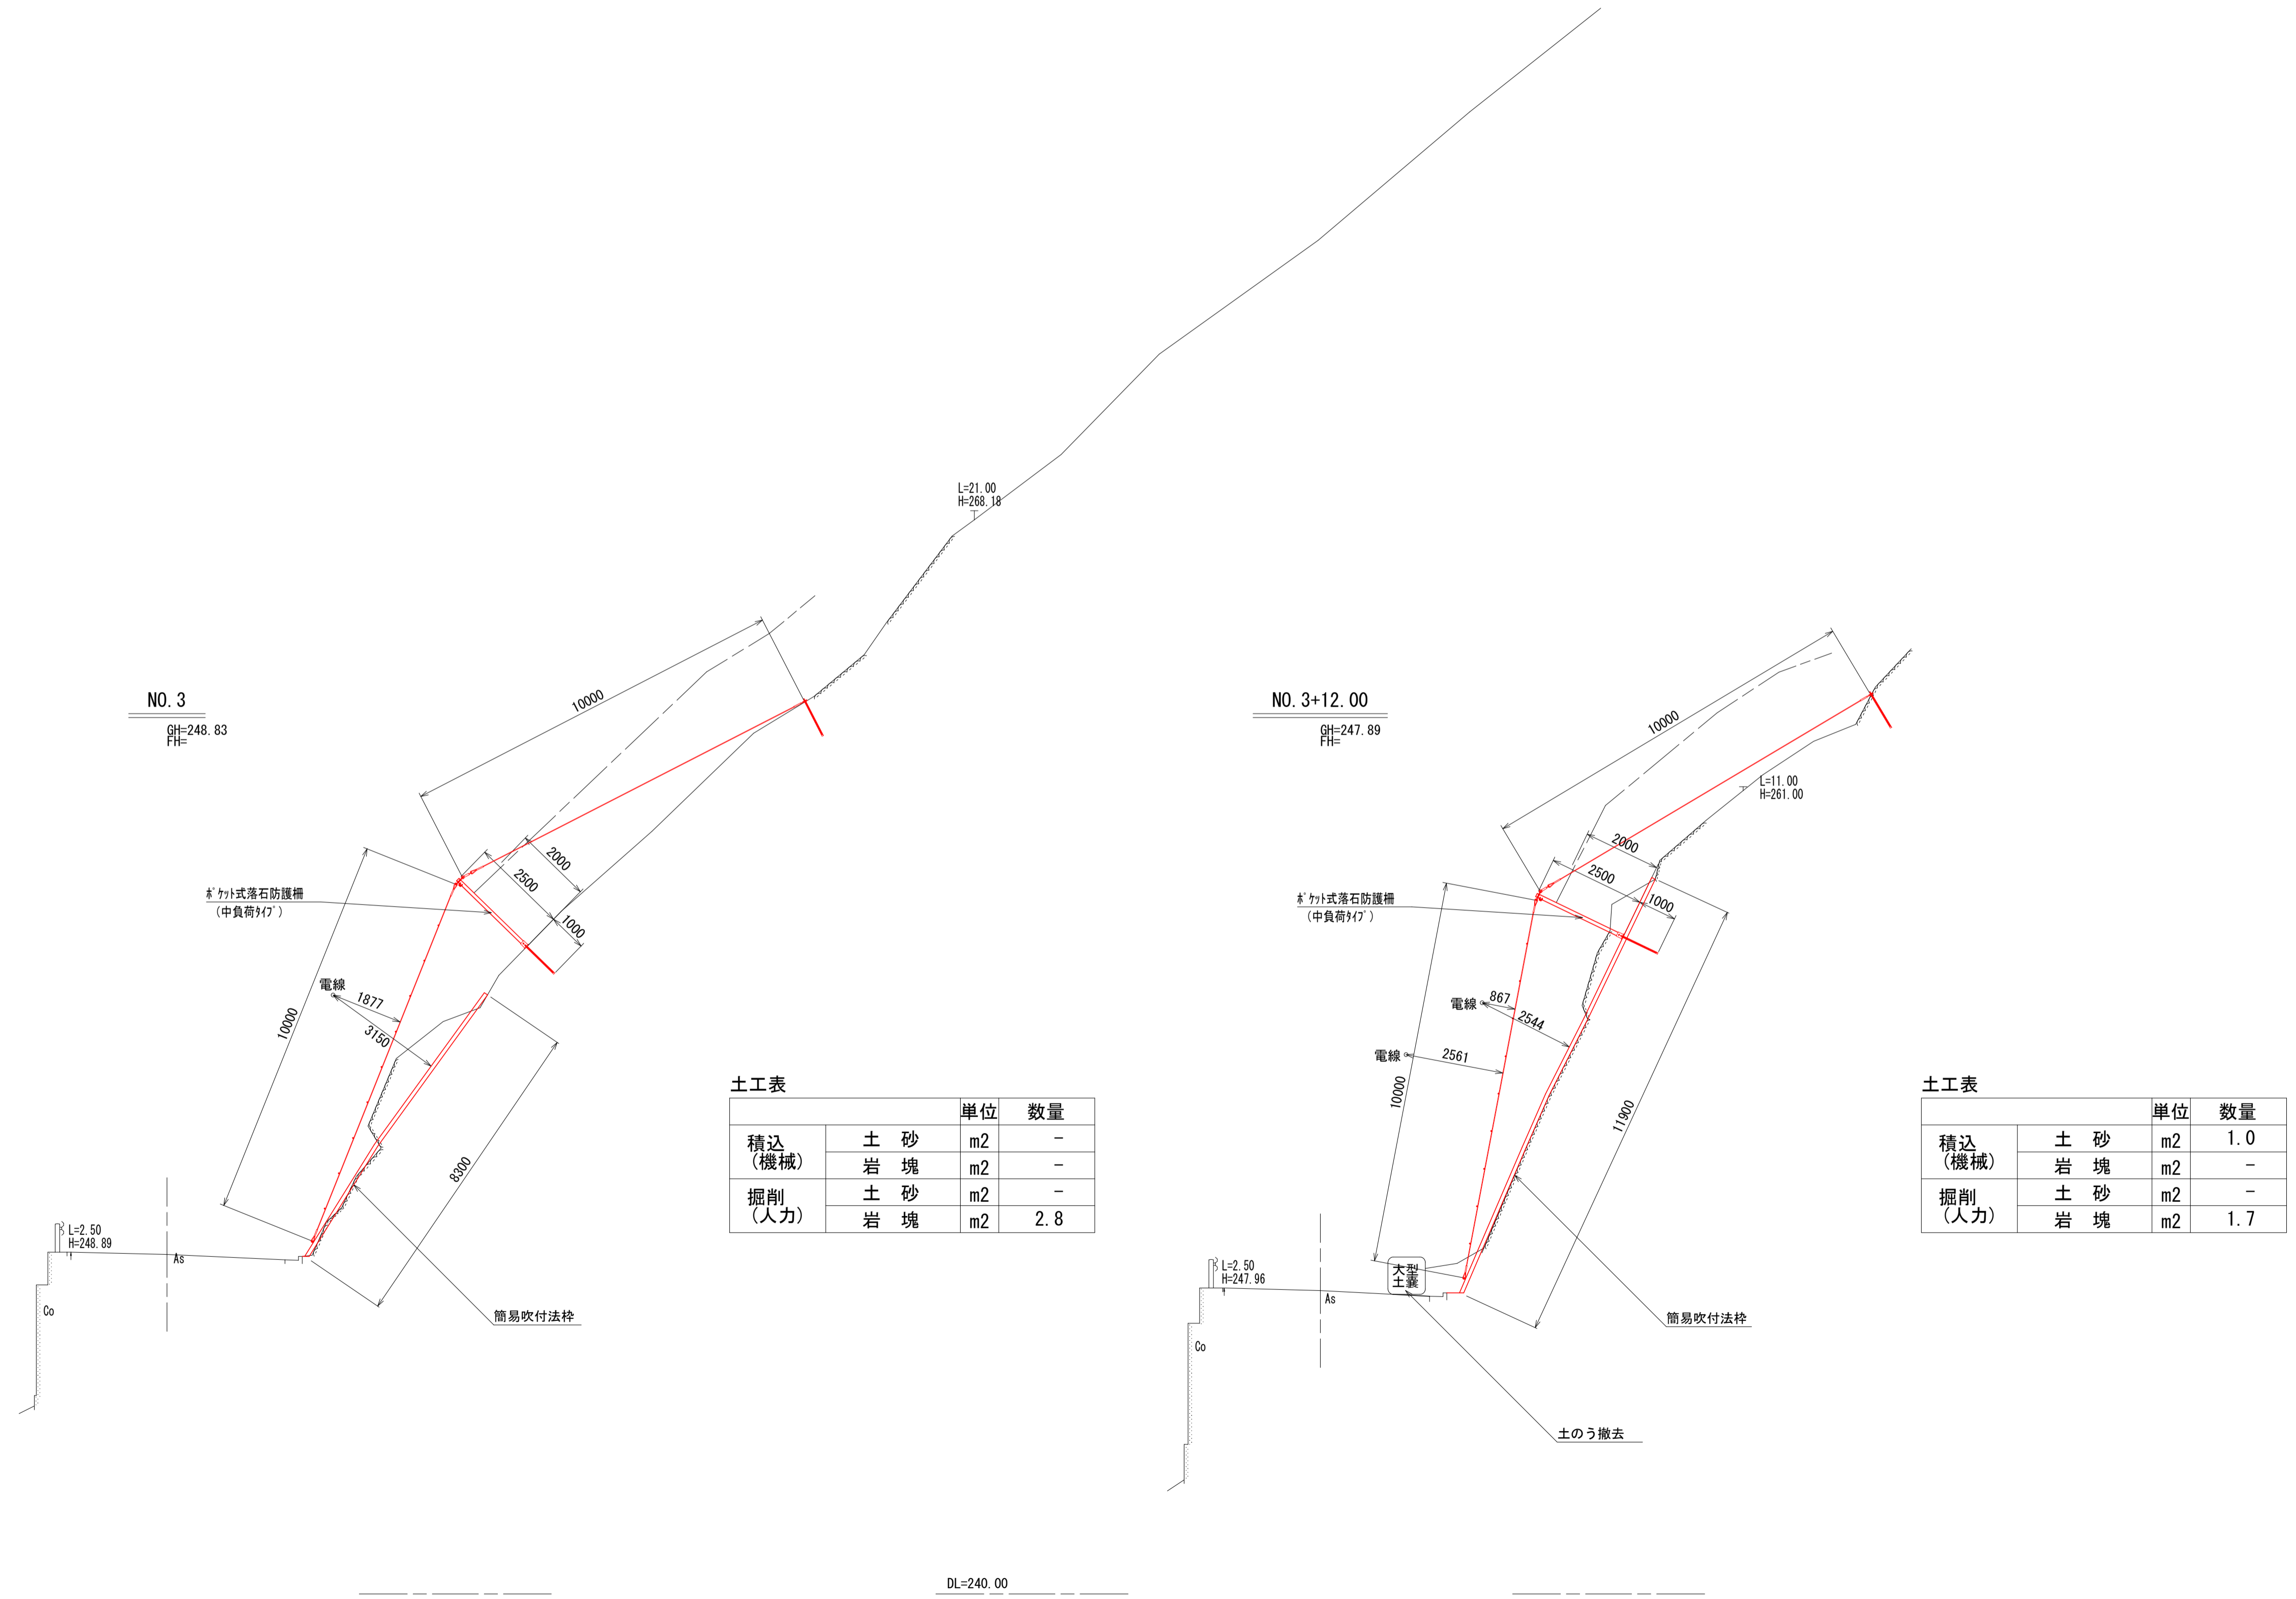 L=21.00
H=268.18
NO.3
GH=248.83
FH=
10000
2000
2500
1000
ﾎﾟｹｯﾄ式落石防護柵
(中負荷ﾀｲﾌﾟ)
電線
1877
3150
10000
8300
L=2.50
H=248.89
As
Co
簡易吹付法枠
土工表
単位 数量
積込
(機械)
土 砂 m2 -
岩 塊 m2 -
掘削
(人力)
土 砂 m2 -
岩 塊 m2 2.8
NO.3+12.00
GH=247.89
FH=
10000
L=11.00
H=261.00
2000
2500
1000
ﾎﾟｹｯﾄ式落石防護柵
(中負荷ﾀｲﾌﾟ)
電線
867
2544
電線
2561
10000
11900
大型
土嚢
L=2.50
H=247.96
As
Co
簡易吹付法枠
土のう撤去
土工表
単位 数量
積込
(機械)
土 砂 m2 1.0
岩 塊 m2 -
掘削
(人力)
土 砂 m2 -
岩 塊 m2 1.7
DL=240.00